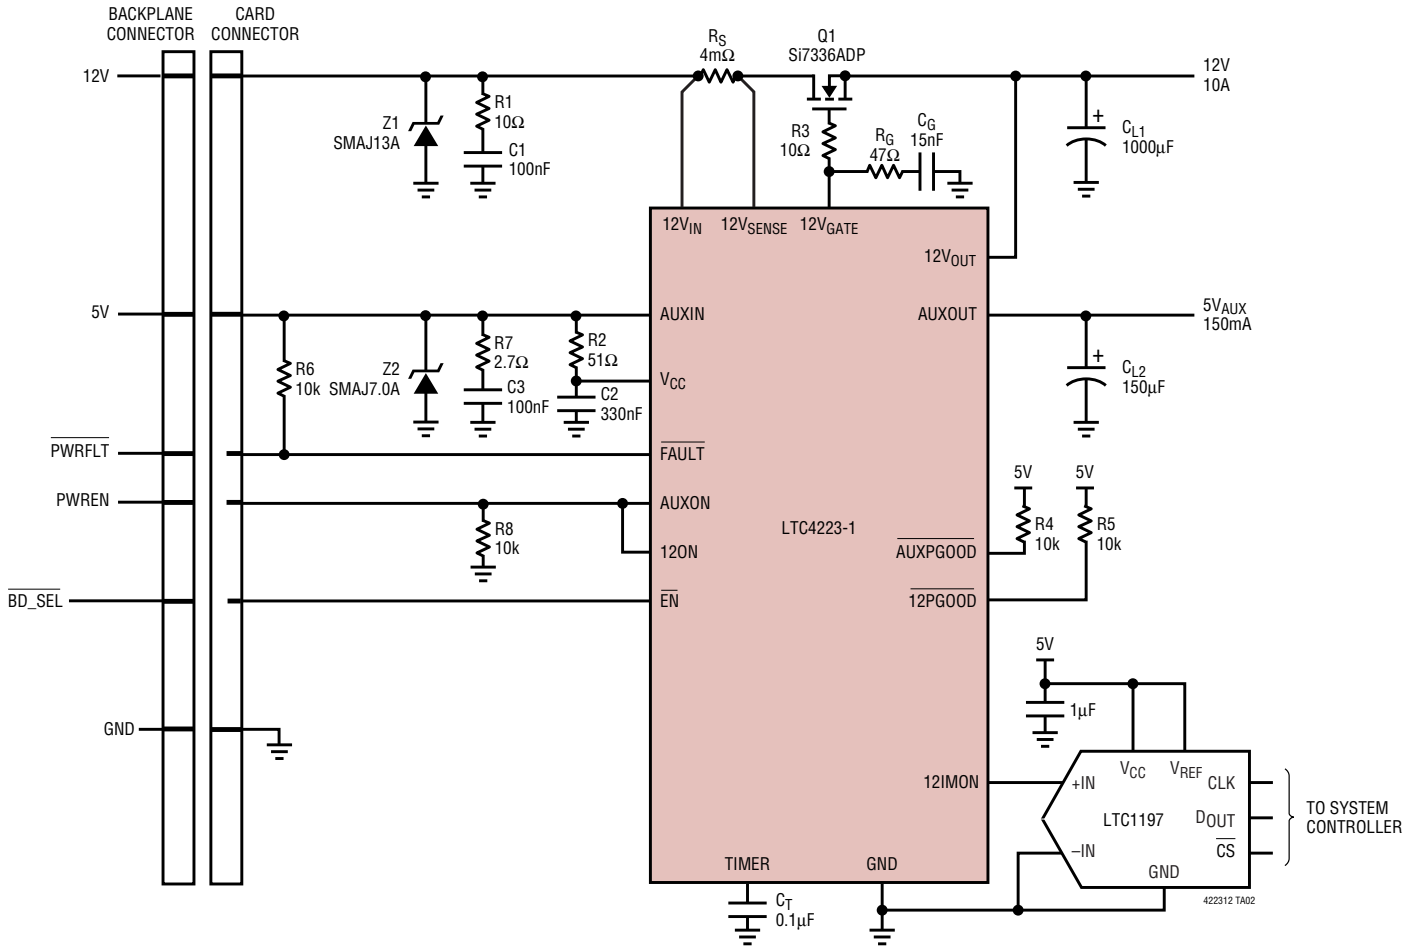 BACKPLANE
CONNECTOR
CARD
CONNECTOR
12V
RS
4mΩ
Q1
Si7336ADP
12V
10A
Z1
SMAJ13A
R1
10Ω
C1
100nF
R3
10Ω
RG
47Ω
CG
15nF
+
CL1
1000µF
12VIN
12VSENSE
12VGATE
12VOUT
5V
AUXIN
AUXOUT
5VAUX
150mA
R6
10k
Z2
SMAJ7.0A
R7
2.7Ω
C3
100nF
R2
51Ω
VCC
C2
330nF
+
CL2
150µF
PWRFLT
FAULT
PWREN
AUXON
R8
10k
12ON
LTC4223-1
5V
5V
R4
10k
R5
10k
AUXPGOOD
BD_SEL
EN
12PGOOD
GND
5V
1µF
12IMON
+IN
VCC
VREF
CLK
LTC1197
DOUT
–IN
CS
GND
TO SYSTEM
CONTROLLER
TIMER
GND
CT
0.1µF
422312 TA02